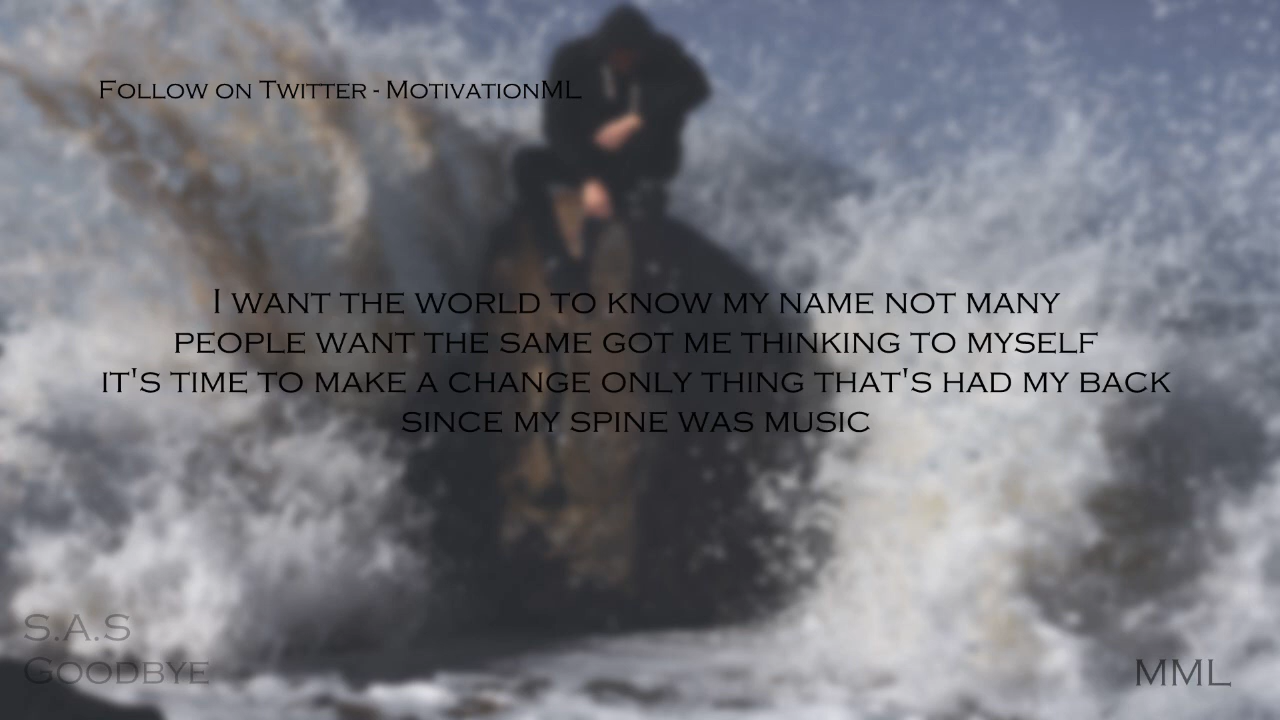 Follow on Twitter - MotivationML
I want the world to know my name not many
people want the same got me thinking to myself
it's time to make a change only thing that's had my back
since my spine was music
S.A.S
Goodbye
MML